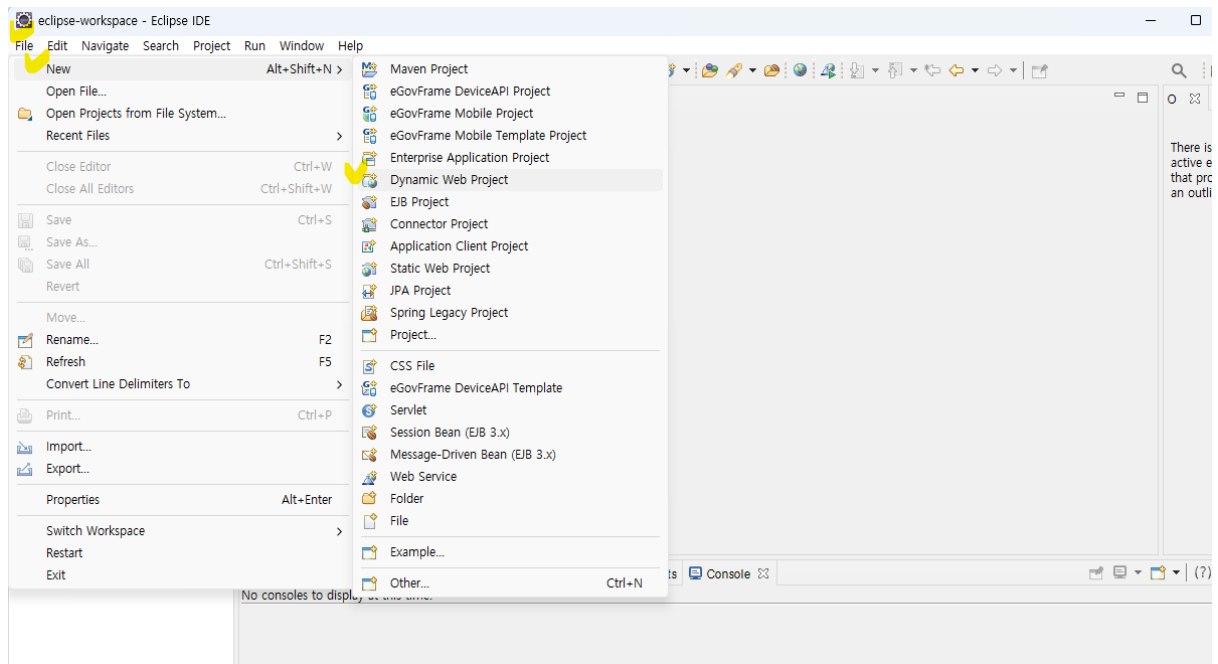 eclipse-workspace - Eclipse IDE
File Edit Navigate Search Project Run Window Help
New Alt+Shift+N >
Open File...
Open Projects from File System...
Recent Files >
Close Editor Ctrl+W
Close All Editors Ctrl+Shift+W
Save Ctrl+S
Save As...
Save All Ctrl+Shift+S
Revert
Move...
Rename... F2
Refresh F5
Convert Line Delimiters To >
Print... Ctrl+P
Import...
Export...
Properties Alt+Enter
Switch Workspace >
Restart
Exit
Maven Project
eGovFrame DeviceAPI Project
eGovFrame Mobile Project
eGovFrame Mobile Template Project
Enterprise Application Project
Dynamic Web Project
EJB Project
Connector Project
Application Client Project
Static Web Project
JPA Project
Spring Legacy Project
Project...
CSS File
eGovFrame DeviceAPI Template
Servlet
Session Bean (EJB 3.x)
Message-Driven Bean (EJB 3.x)
Web Service
Folder
File
Example...
Other... Ctrl+N
There is
active e
that pro
an outli
ts Console
(?)
No consoles to display at this time.